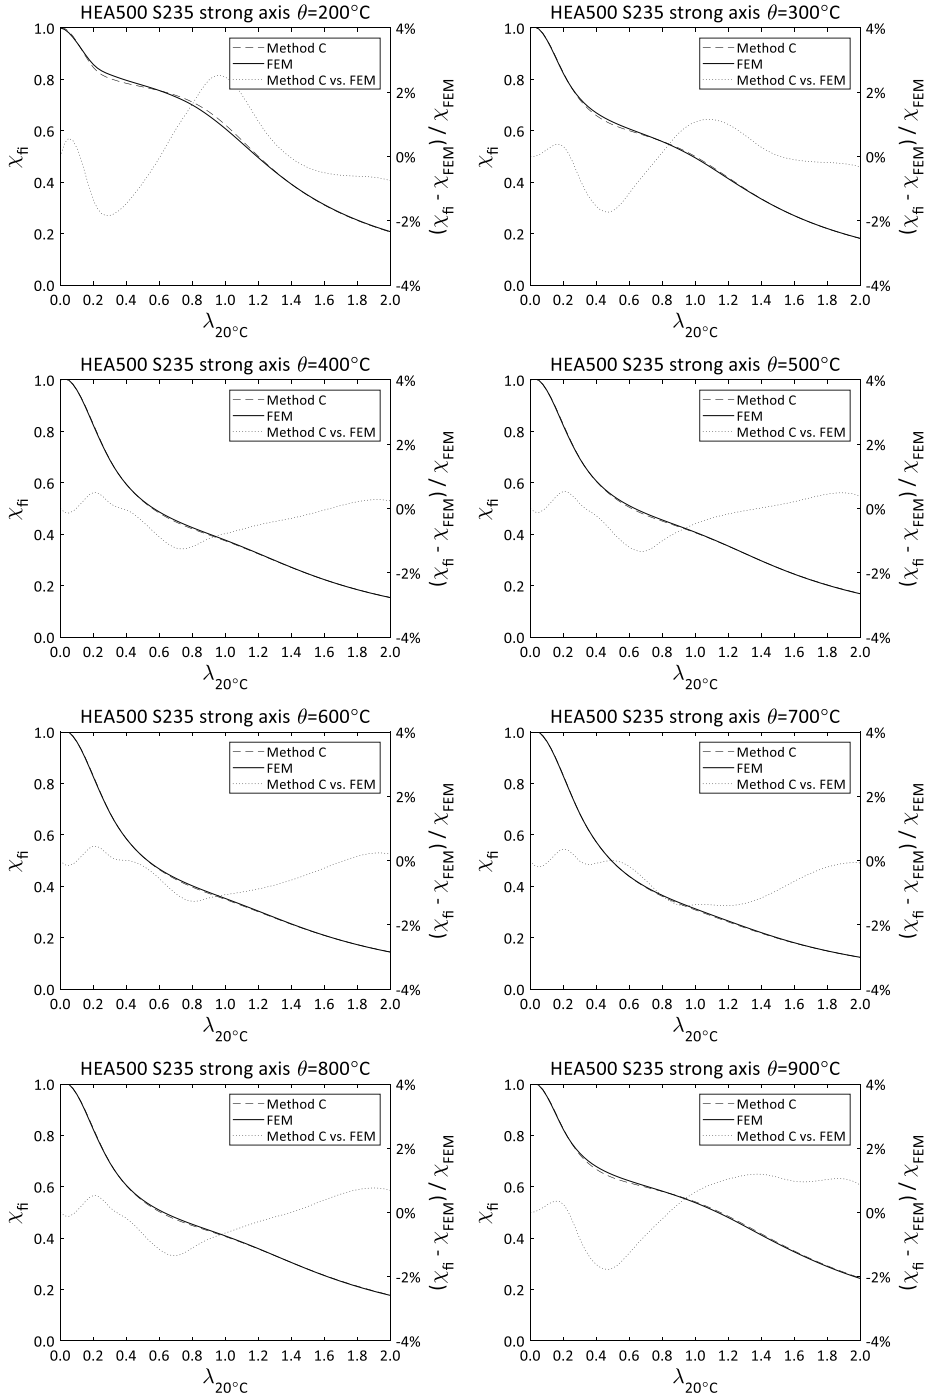 HEA500 S235 strong axis θ=200°C
1.0
0.8
0.6
0.4
0.2
0.0
χfi
Method C
FEM
Method C vs. FEM
4%
2%
0%
-2%
-4%
(χfi - χFEM) / χFEM
0.0 0.2 0.4 0.6 0.8 1.0 1.2 1.4 1.6 1.8 2.0
λ20°C
HEA500 S235 strong axis θ=300°C
1.0
0.8
0.6
0.4
0.2
0.0
χfi
Method C
FEM
Method C vs. FEM
4%
2%
0%
-2%
-4%
(χfi - χFEM) / χFEM
0.0 0.2 0.4 0.6 0.8 1.0 1.2 1.4 1.6 1.8 2.0
λ20°C
HEA500 S235 strong axis θ=400°C
1.0
0.8
0.6
0.4
0.2
0.0
χfi
Method C
FEM
Method C vs. FEM
4%
2%
0%
-2%
-4%
(χfi - χFEM) / χFEM
0.0 0.2 0.4 0.6 0.8 1.0 1.2 1.4 1.6 1.8 2.0
λ20°C
HEA500 S235 strong axis θ=500°C
1.0
0.8
0.6
0.4
0.2
0.0
χfi
Method C
FEM
Method C vs. FEM
4%
2%
0%
-2%
-4%
(χfi - χFEM) / χFEM
0.0 0.2 0.4 0.6 0.8 1.0 1.2 1.4 1.6 1.8 2.0
λ20°C
HEA500 S235 strong axis θ=600°C
1.0
0.8
0.6
0.4
0.2
0.0
χfi
Method C
FEM
Method C vs. FEM
4%
2%
0%
-2%
-4%
(χfi - χFEM) / χFEM
0.0 0.2 0.4 0.6 0.8 1.0 1.2 1.4 1.6 1.8 2.0
λ20°C
HEA500 S235 strong axis θ=700°C
1.0
0.8
0.6
0.4
0.2
0.0
χfi
Method C
FEM
Method C vs. FEM
4%
2%
0%
-2%
-4%
(χfi - χFEM) / χFEM
0.0 0.2 0.4 0.6 0.8 1.0 1.2 1.4 1.6 1.8 2.0
λ20°C
HEA500 S235 strong axis θ=800°C
1.0
0.8
0.6
0.4
0.2
0.0
χfi
Method C
FEM
Method C vs. FEM
4%
2%
0%
-2%
-4%
(χfi - χFEM) / χFEM
0.0 0.2 0.4 0.6 0.8 1.0 1.2 1.4 1.6 1.8 2.0
λ20°C
HEA500 S235 strong axis θ=900°C
1.0
0.8
0.6
0.4
0.2
0.0
χfi
Method C
FEM
Method C vs. FEM
4%
2%
0%
-2%
-4%
(χfi - χFEM) / χFEM
0.0 0.2 0.4 0.6 0.8 1.0 1.2 1.4 1.6 1.8 2.0
λ20°C